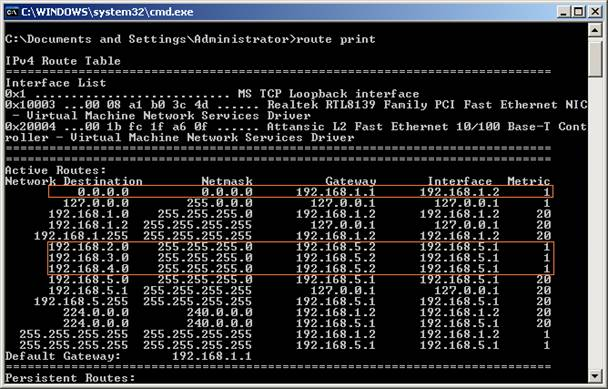 C:\WINDOWS\system32\cmd.exe
C:\Documents and Settings\Administrator>route print
IPv4 Route Table
===========================================================================
Interface List
0x1 ........................... MS TCP Loopback interface
0x10003 ...00 08 a1 b0 3c 4d ...... Realtek RTL8139 Family PCI Fast Ethernet NIC
 - Virtual Machine Network Services Driver
0x20004 ...00 1b fc 1f a6 0f ...... Attansic L2 Fast Ethernet 10/100 Base-T Cont
roller - Virtual Machine Network Services Driver
===========================================================================
===========================================================================
Active Routes:
Network Destination        Netmask          Gateway       Interface  Metric
0.0.0.0          0.0.0.0      192.168.1.1     192.168.1.2      1
127.0.0.0        255.0.0.0        127.0.0.1       127.0.0.1      1
192.168.1.0    255.255.255.0      192.168.1.2     192.168.1.2     20
192.168.1.2  255.255.255.255        127.0.0.1       127.0.0.1     20
192.168.1.255  255.255.255.255      192.168.1.2     192.168.1.2     20
192.168.2.0    255.255.255.0      192.168.5.2     192.168.5.1      1
192.168.3.0    255.255.255.0      192.168.5.2     192.168.5.1      1
192.168.4.0    255.255.255.0      192.168.5.2     192.168.5.1      1
192.168.5.0    255.255.255.0      192.168.5.1     192.168.5.1     20
192.168.5.1  255.255.255.255        127.0.0.1       127.0.0.1     20
192.168.5.255  255.255.255.255      192.168.5.1     192.168.5.1     20
224.0.0.0        240.0.0.0      192.168.1.2     192.168.1.2     20
224.0.0.0        240.0.0.0      192.168.5.1     192.168.5.1     20
255.255.255.255  255.255.255.255      192.168.1.2     192.168.1.2      1
255.255.255.255  255.255.255.255      192.168.5.1     192.168.5.1      1
Default Gateway:       192.168.1.1
===========================================================================
Persistent Routes: